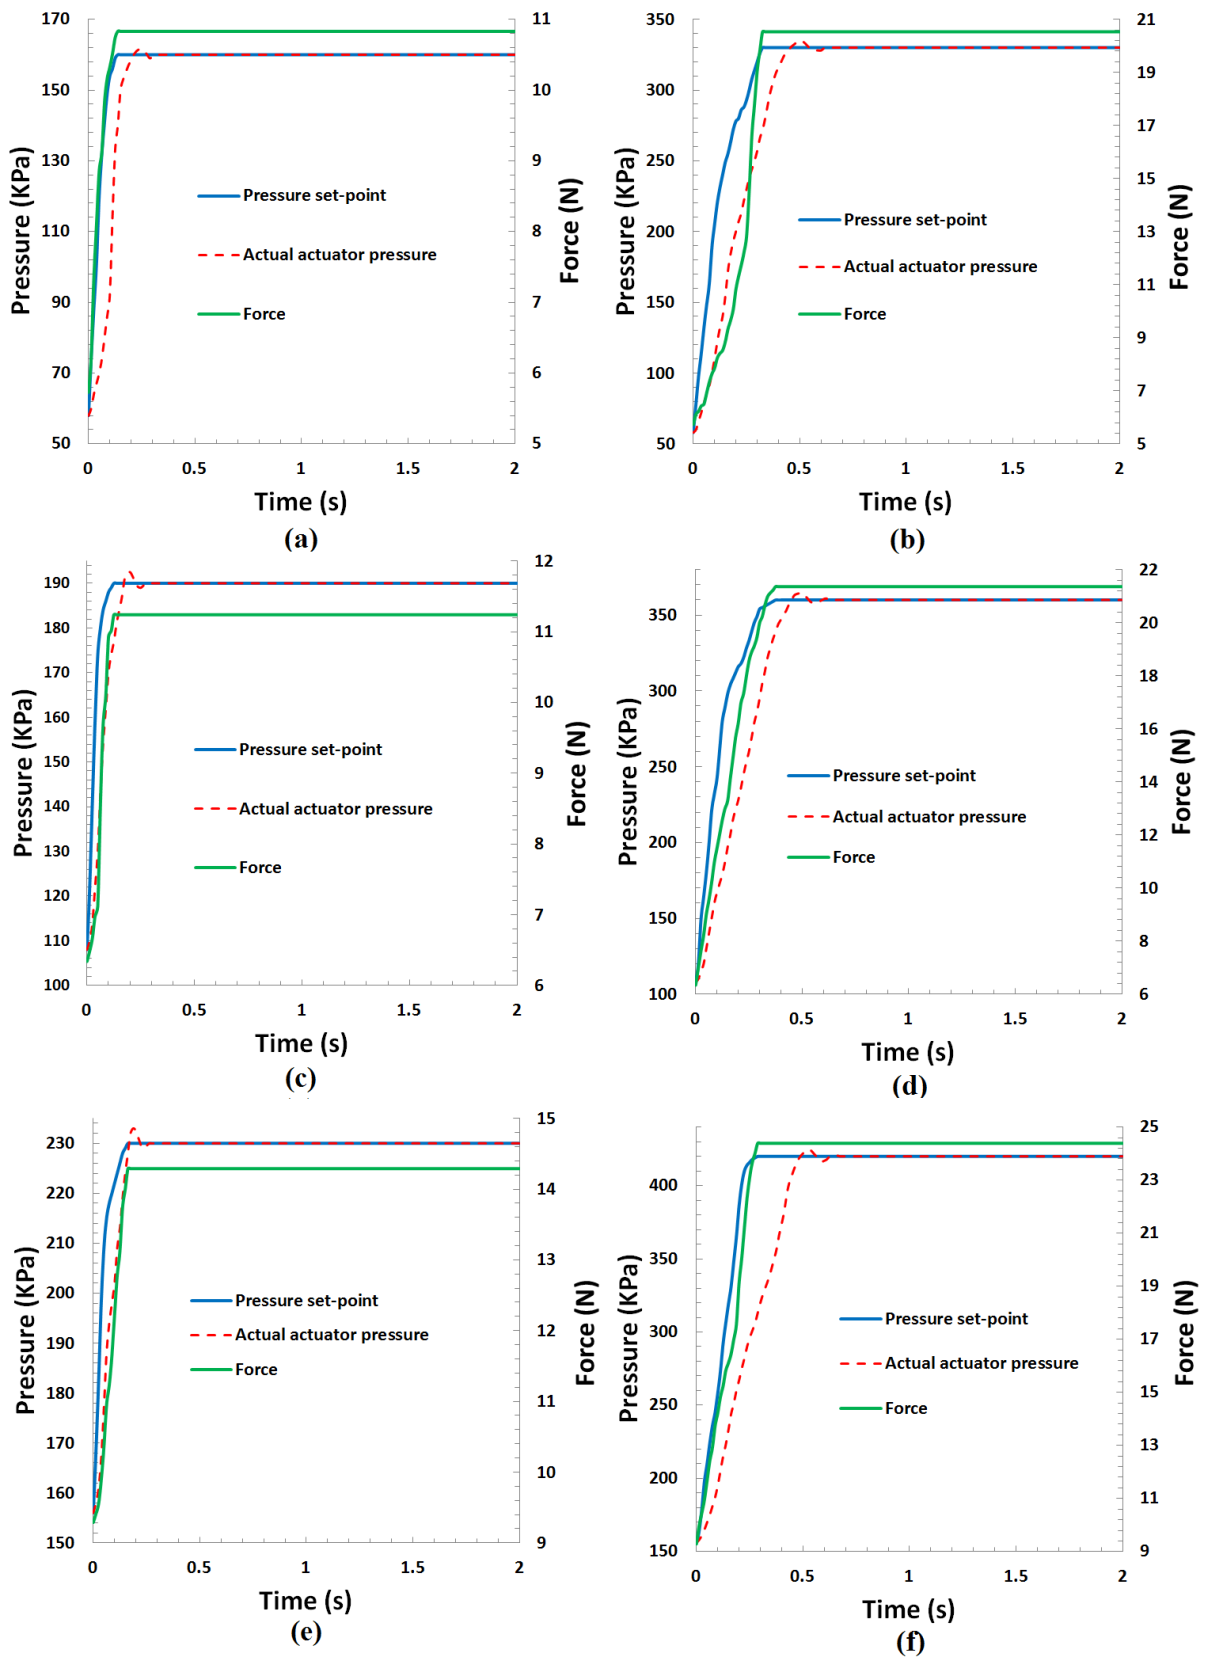 170
150
130
110
90
70
50
Pressure (KPa)
11
10
9
8
7
6
5
Force (N)
Pressure set-point
Actual actuator pressure
Force
0 0.5 1 1.5 2
Time (s)
(a)
350
300
250
200
150
100
50
Pressure (KPa)
21
19
17
15
13
11
9
7
5
Force (N)
Pressure set-point
Actual actuator pressure
Force
0 0.5 1 1.5 2
Time (s)
(b)
190
180
170
160
150
140
130
120
110
100
Pressure (KPa)
12
11
10
9
8
7
6
Force (N)
Pressure set-point
Actual actuator pressure
Force
0 0.5 1 1.5 2
Time (s)
(c)
350
300
250
200
150
100
Pressure (KPa)
22
20
18
16
14
12
10
8
6
Force (N)
Pressure set-point
Actual actuator pressure
Force
0 0.5 1 1.5 2
Time (s)
(d)
230
220
210
200
190
180
170
160
150
Pressure (KPa)
15
14
13
12
11
10
9
Force (N)
Pressure set-point
Actual actuator pressure
Force
0 0.5 1 1.5 2
Time (s)
(e)
400
350
300
250
200
150
Pressure (KPa)
25
23
21
19
17
15
13
11
9
Force (N)
Pressure set-point
Actual actuator pressure
Force
0 0.5 1 1.5 2
Time (s)
(f)